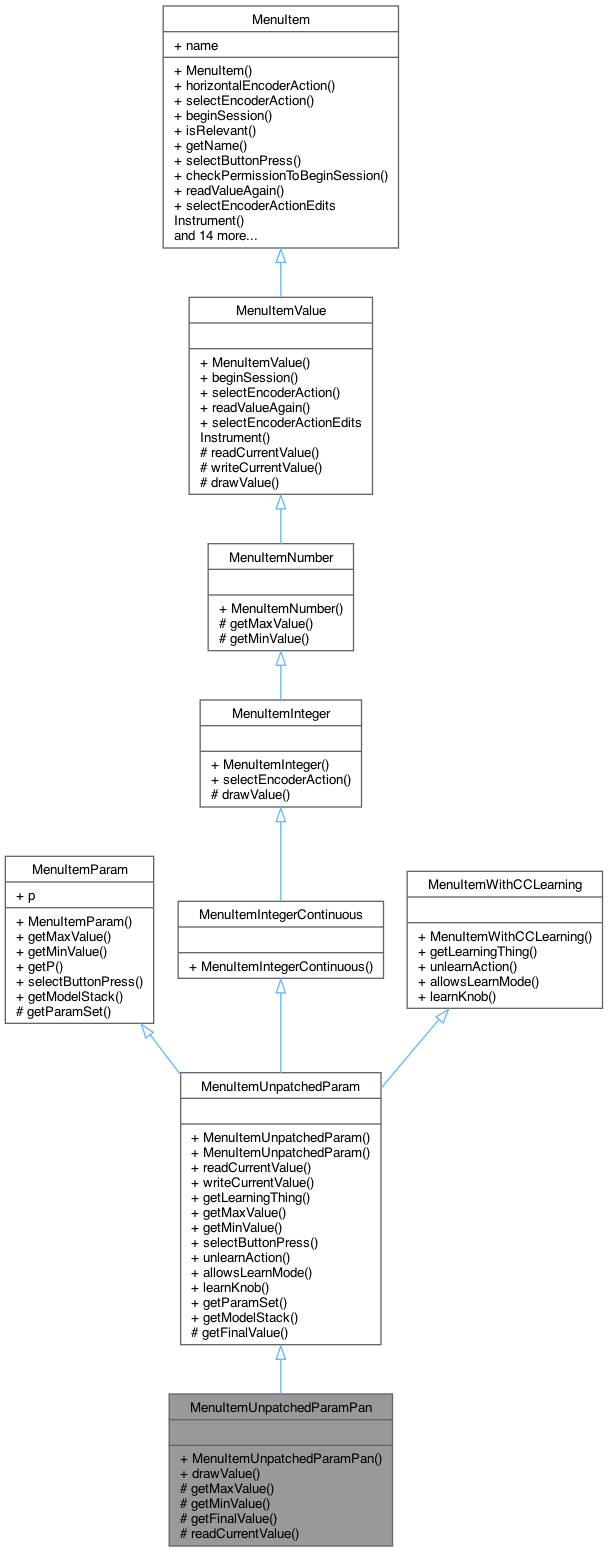 MenuItem
+ name
+ MenuItem()
+ horizontalEncoderAction()
+ selectEncoderAction()
+ beginSession()
+ isRelevant()
+ getName()
+ selectButtonPress()
+ checkPermissionToBeginSession()
+ readValueAgain()
+ selectEncoderActionEdits
Instrument()
and 14 more...
MenuItemValue
+ MenuItemValue()
+ beginSession()
+ selectEncoderAction()
+ readValueAgain()
+ selectEncoderActionEdits
Instrument()
# readCurrentValue()
# writeCurrentValue()
# drawValue()
MenuItemNumber
+ MenuItemNumber()
# getMaxValue()
# getMinValue()
MenuItemInteger
+ MenuItemInteger()
+ selectEncoderAction()
# drawValue()
MenuItemParam
+ p
+ MenuItemParam()
+ getMaxValue()
+ getMinValue()
+ getP()
+ selectButtonPress()
+ getModelStack()
# getParamSet()
MenuItemIntegerContinuous
+ MenuItemIntegerContinuous()
MenuItemWithCCLearning
+ MenuItemWithCCLearning()
+ getLearningThing()
+ unlearnAction()
+ allowsLearnMode()
+ learnKnob()
MenuItemUnpatchedParam
+ MenuItemUnpatchedParam()
+ MenuItemUnpatchedParam()
+ readCurrentValue()
+ writeCurrentValue()
+ getLearningThing()
+ getMaxValue()
+ getMinValue()
+ selectButtonPress()
+ unlearnAction()
+ allowsLearnMode()
+ learnKnob()
+ getParamSet()
+ getModelStack()
# getFinalValue()
MenuItemUnpatchedParamPan
+ MenuItemUnpatchedParamPan()
+ drawValue()
# getMaxValue()
# getMinValue()
# getFinalValue()
# readCurrentValue()